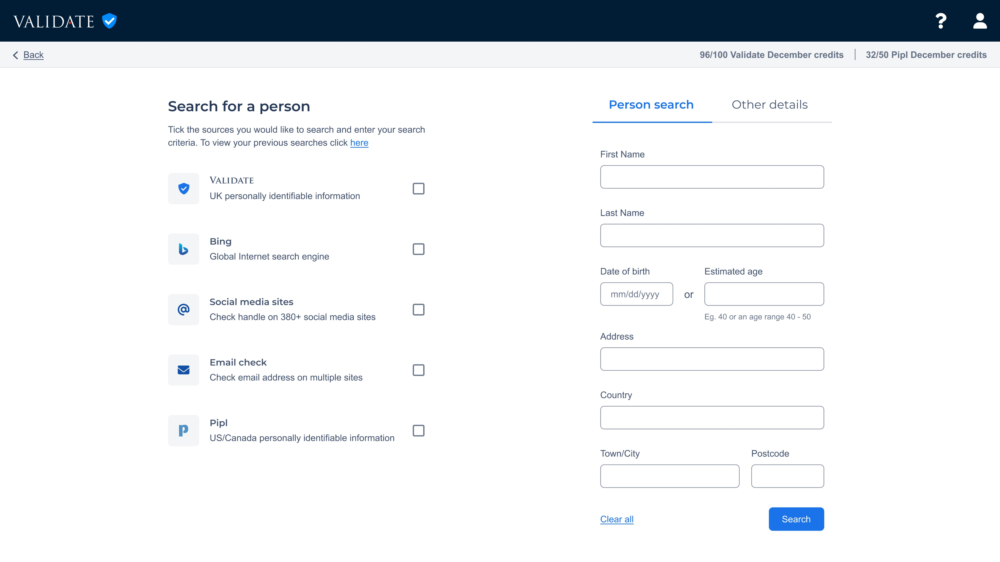 VALIDATE
Back
96/100 Validate December credits
32/50 Pipl December credits
Search for a person
Tick the sources you would like to search and enter your search
criteria. To view your previous searches click here
VALIDATE
UK personally identifiable information
Bing
Global Internet search engine
Social media sites
Check handle on 380+ social media sites
Email check
Check email address on multiple sites
Pipl
US/Canada personally identifiable information
Person search
Other details
First Name
Last Name
Date of birth
Estimated age
mm/dd/yyyy
or
Eg. 40 or an age range 40 - 50
Address
Country
Town/City
Postcode
Clear all
Search